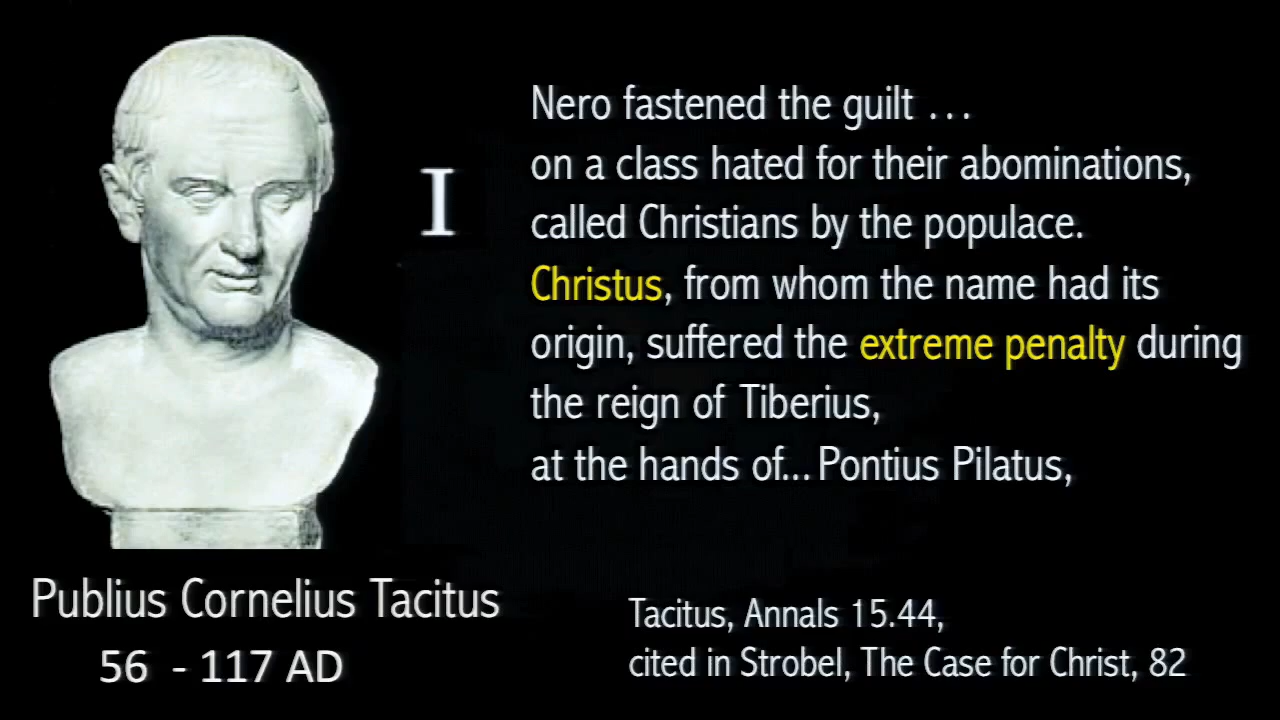 I
Nero fastened the guilt ...
on a class hated for their abominations,
called Christians by the populace.
Christus, from whom the name had its
origin, suffered the extreme penalty during
the reign of Tiberius,
at the hands of... Pontius Pilatus,
Publius Cornelius Tacitus
56 - 117 AD
Tacitus, Annals 15.44,
cited in Strobel, The Case for Christ, 82